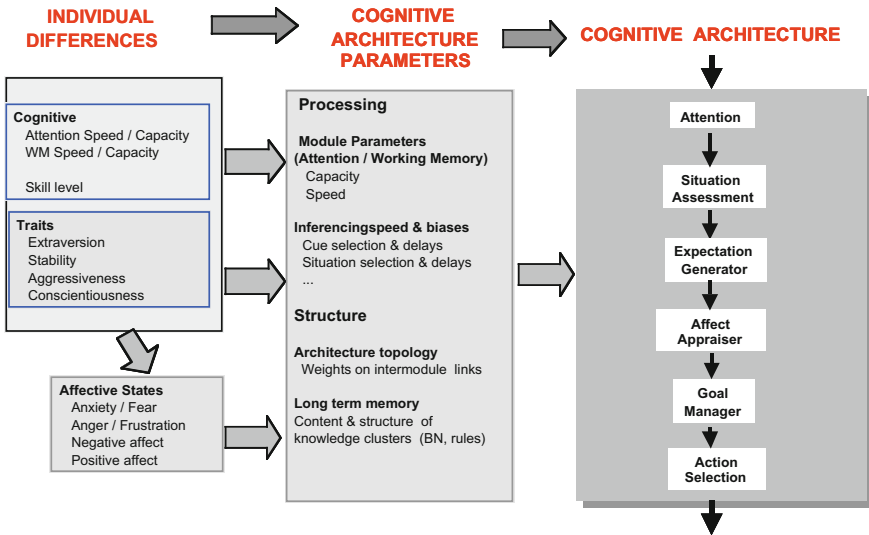 INDIVIDUAL
DIFFERENCES
COGNITIVE
ARCHITECTURE
PARAMETERS
COGNITIVE ARCHITECTURE
Cognitive
Attention Speed / Capacity
WM Speed / Capacity
Skill level
Traits
Extraversion
Stability
Aggressiveness
Conscientiousness
Affective States
Anxiety / Fear
Anger / Frustration
Negative affect
Positive affect
Processing
Module Parameters
(Attention / Working Memory)
Capacity
Speed
Inferencingspeed & biases
Cue selection & delays
Situation selection & delays
...
Structure
Architecture topology
Weights on intermodule links
Long term memory
Content & structure of
knowledge clusters (BN, rules)
Attention
Situation
Assessment
Expectation
Generator
Affect
Appraiser
Goal
Manager
Action
Selection